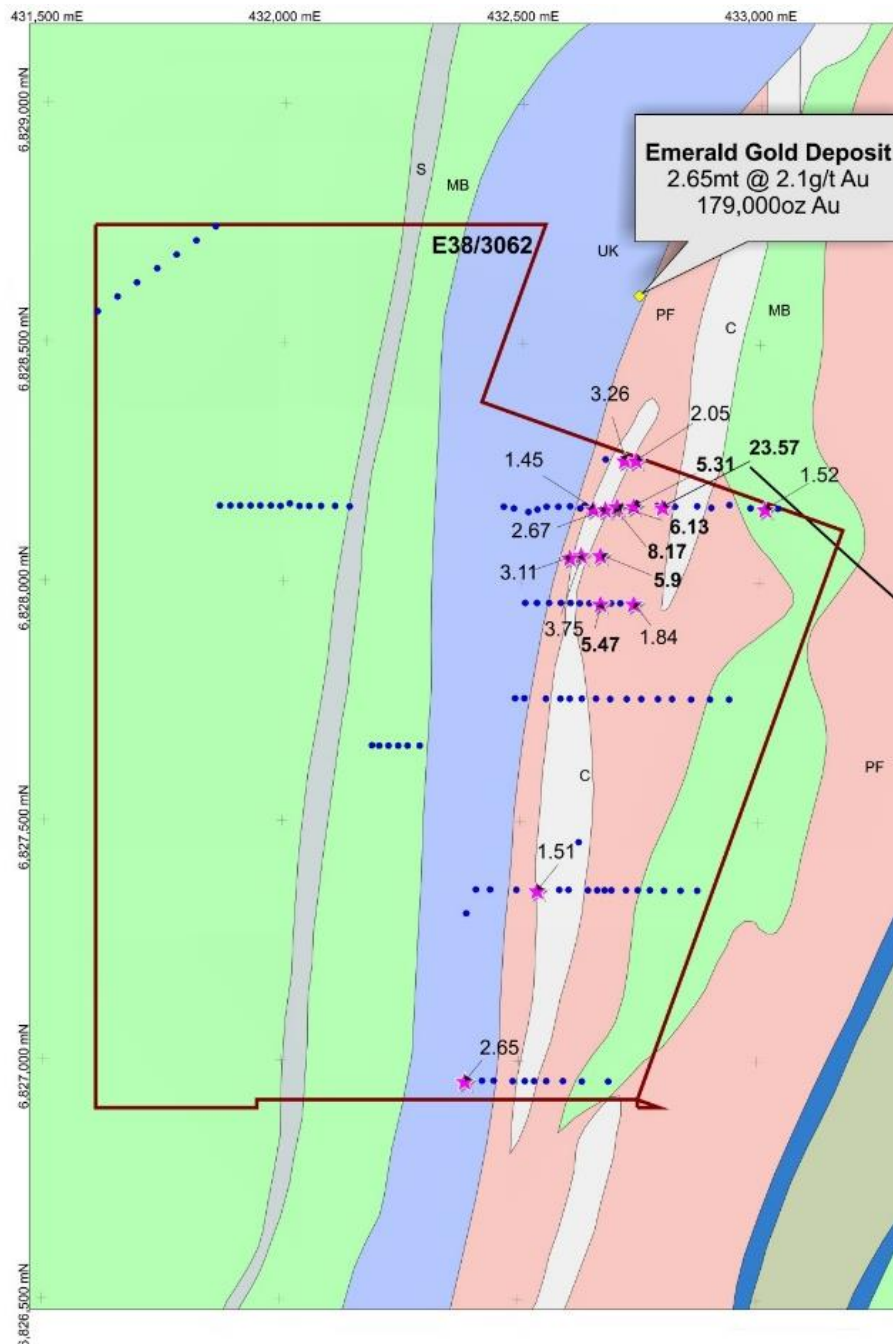 431,500 mE
432,000 mE
432,500 mE
433,000 mE
6,829,000 mN
6,828,500 mN
6,828,000 mN
6,827,500 mN
6,827,000 mN
6,826,500 mN
Emerald Gold Deposit
2.65mt @ 2.1g/t Au
179,000oz Au
S
MB
E38/3062
UK
PF
C
MB
3.26
2.05
1.45
5.31
23.57
1.52
2.67
6.13
8.17
3.11
5.9
3.75
5.47
1.84
C
PF
1.51
2.65